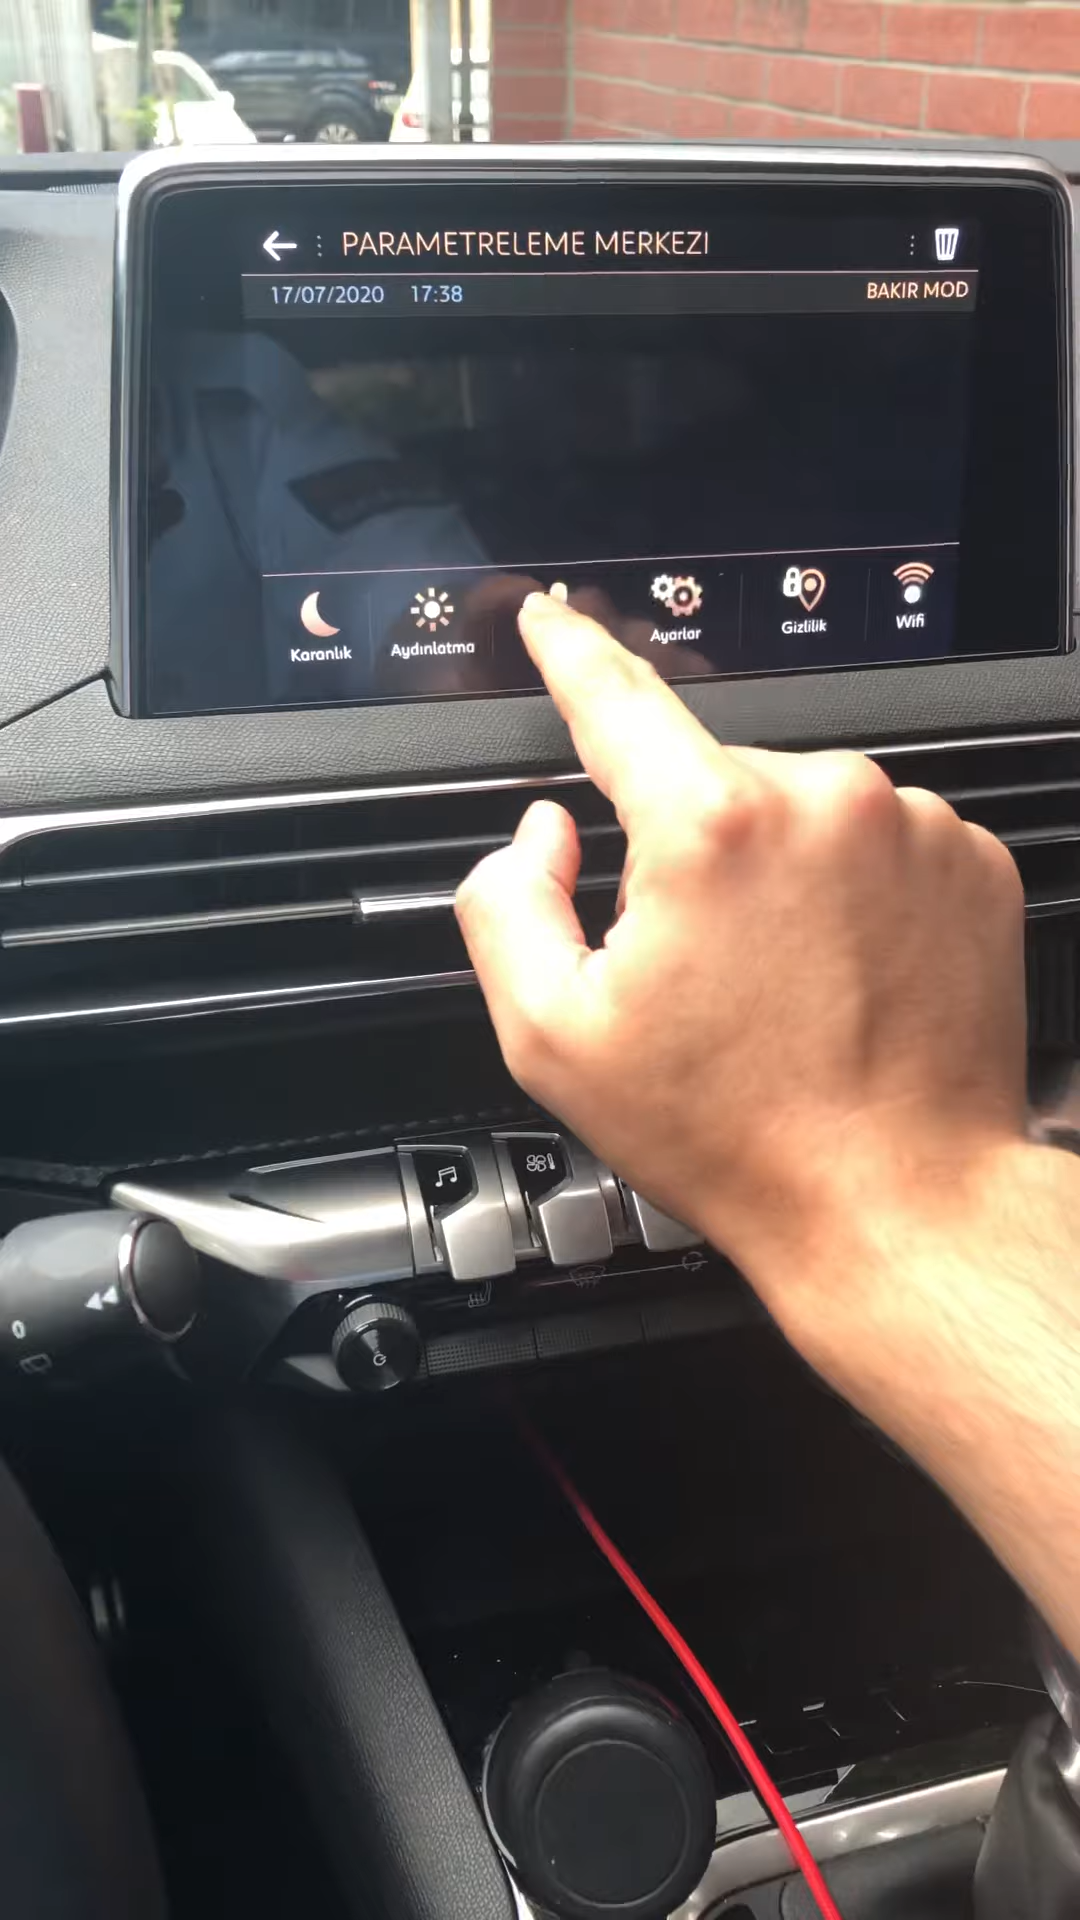 PARAMETRELEME MERKEZI
17/07/2020 17:38 BAKIR MOD
Karanlık Aydınlatma Ayarlar Gizlilik Wifi